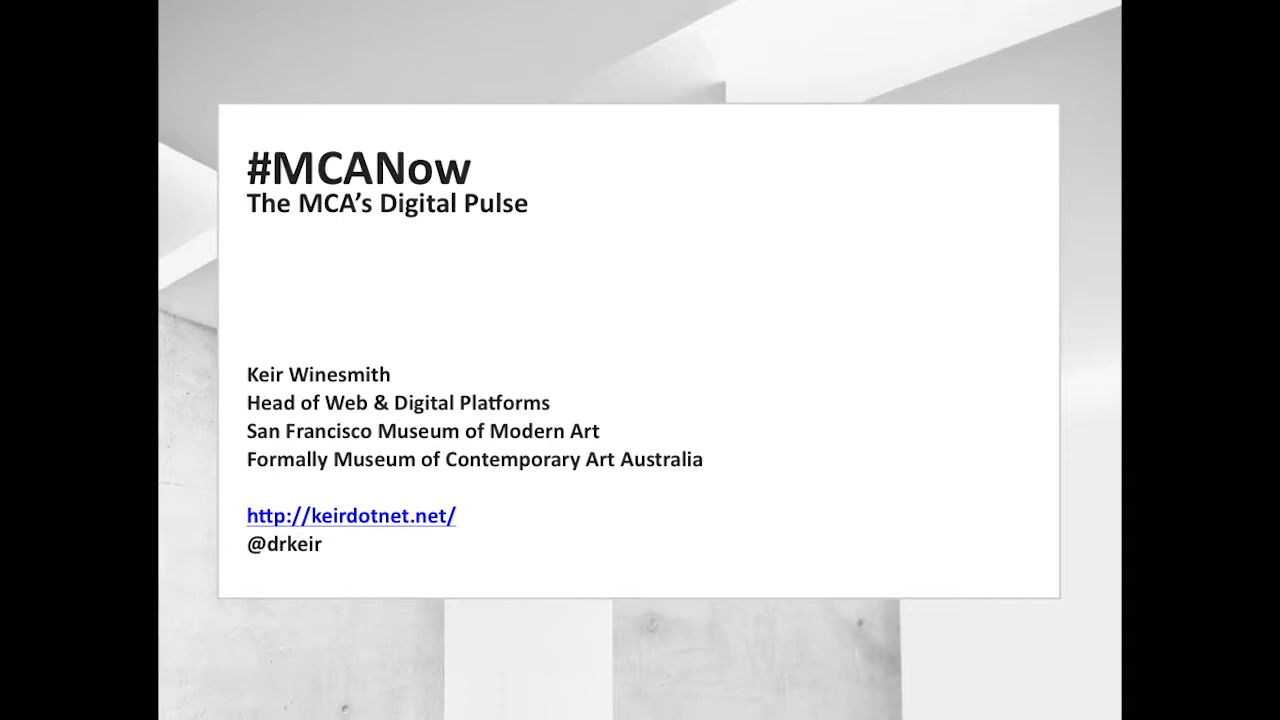 #MCANow
The MCA’s Digital Pulse
Keir Winesmith
Head of Web & Digital Platforms
San Francisco Museum of Modern Art
Formally Museum of Contemporary Art Australia
http://keirdotnet.net/
@drkeir